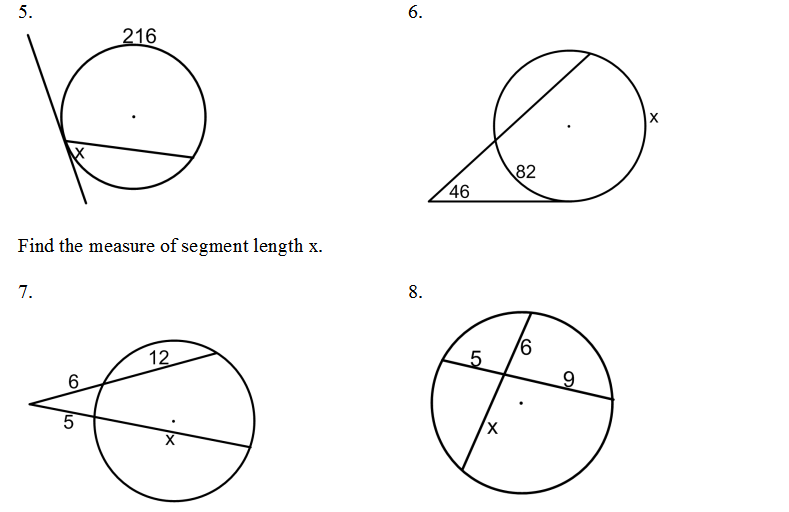 5.
216
x
6.
x
82
46
Find the measure of segment length x.
7.
12
6
5
x
8.
6
5
9
x